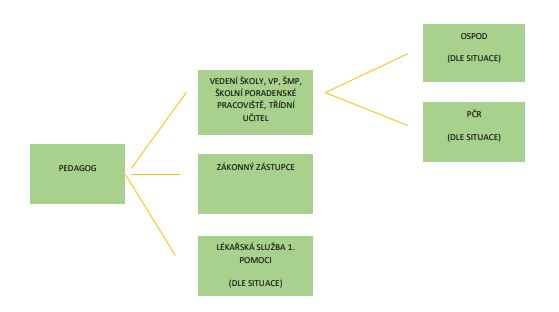 PEDAGOG
VEDENÍ ŠKOLY, VP, ŠMP,
ŠKOLNÍ PORADENSKÉ
PRACOVIŠTĚ, TŘÍDNÍ
UČITEL
ZÁKONNÝ ZÁSTUPCE
LÉKAŘSKÁ SLUŽBA 1.
POMOCI
(DLE SITUACE)
OSPOD
(DLE SITUACE)
PČR
(DLE SITUACE)